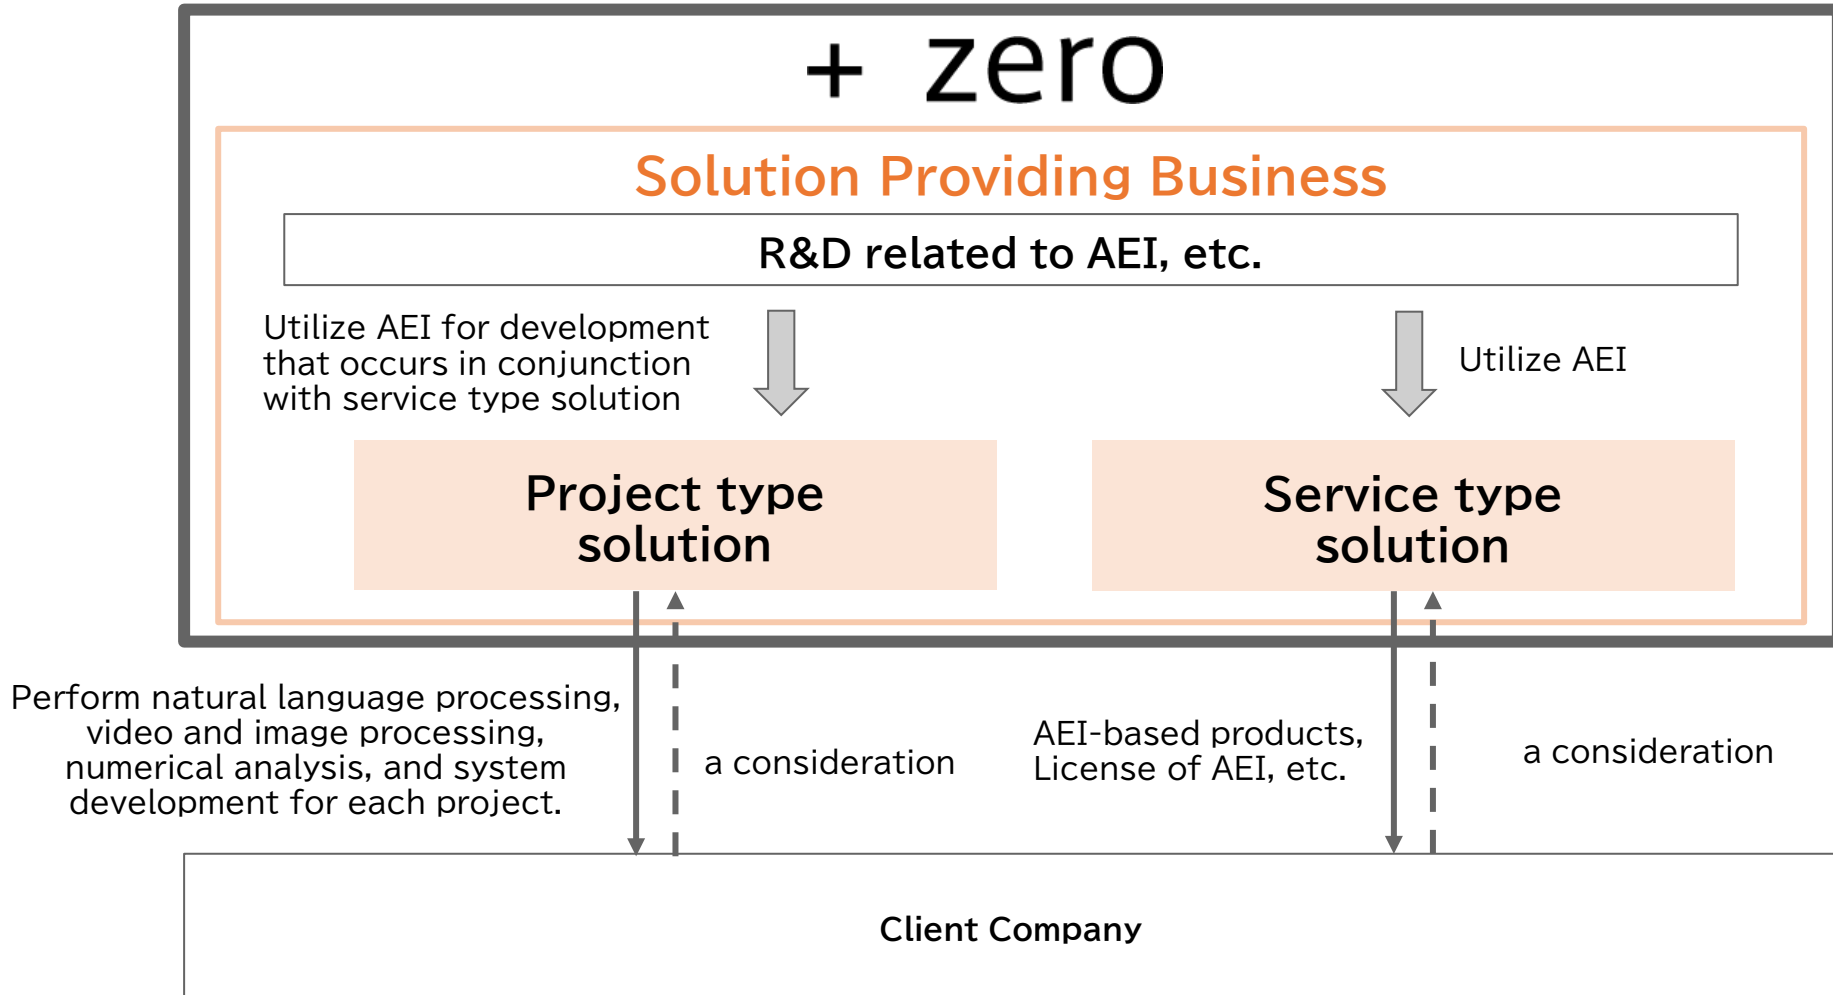 + zero
Solution Providing Business
R&D related to AEI, etc.
Utilize AEI for development
that occurs in conjunction
with service type solution
Utilize AEI
Project type
solution
Service type
solution
Perform natural language processing,
video and image processing,
numerical analysis, and system
development for each project.
a consideration
AEI-based products,
License of AEI, etc.
a consideration
Client Company